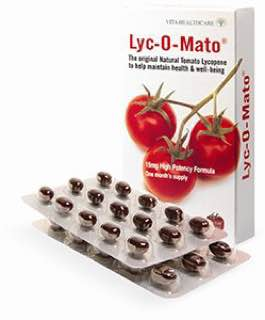 VITA HEALTHCARE
Lyc-O-Mato®
The original Natural Tomato Lycopene
to help maintain health & well-being
15mg High Potency Formula
One month's supply
Lyc-O-Mato®